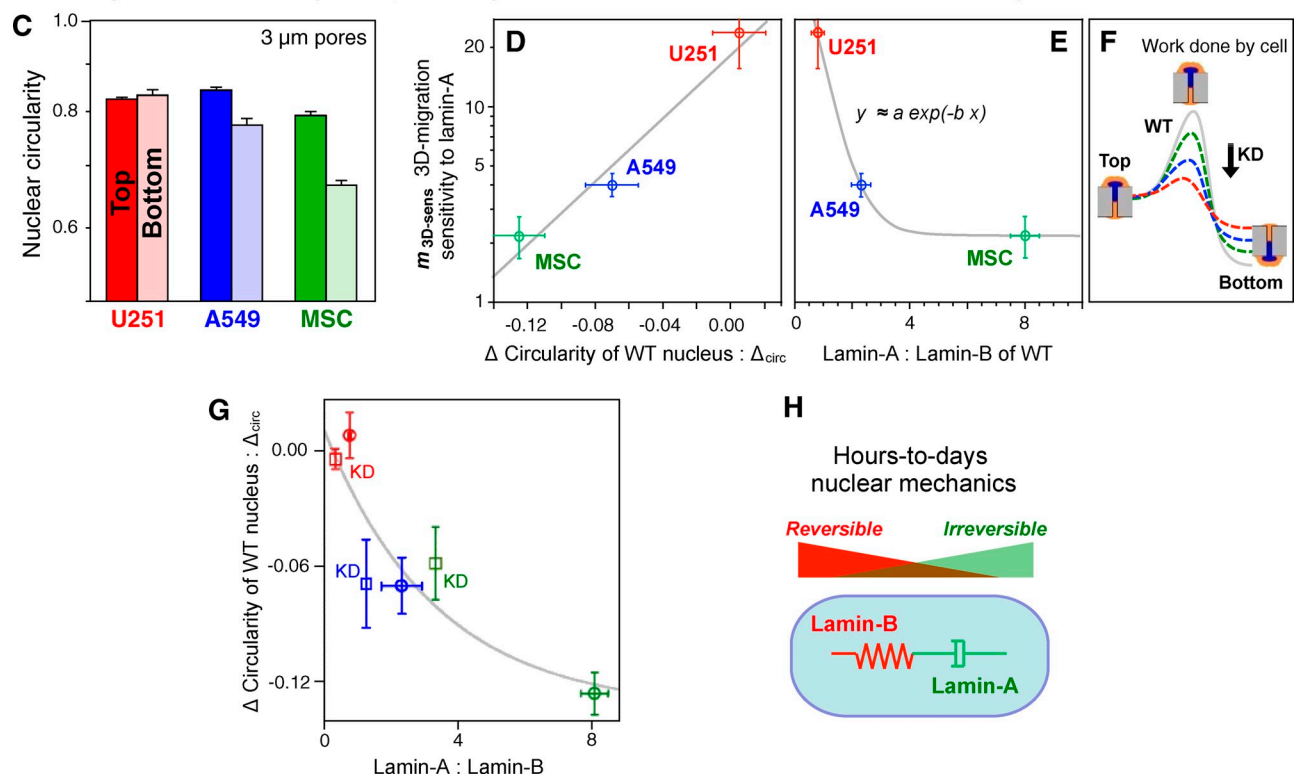 C
3 µm pores
Nuclear circularity
1.0
0.8
0.6
Top
Bottom
U251
A549
MSC
D
m 3D-sens 3D-migration
sensitivity to lamin-A
20
10
5
1
U251
A549
MSC
-0.12
-0.08
-0.04
0.00
Δ Circularity of WT nucleus : Δcirc
E
U251
y ≈ a exp(-b x)
A549
MSC
0
4
8
Lamin-A : Lamin-B of WT
F
Work done by cell
WT
Top
KD
Bottom
G
Δ Circularity of WT nucleus : Δcirc
0.00
-0.06
-0.12
KD
KD
KD
0
4
8
Lamin-A : Lamin-B
H
Hours-to-days
nuclear mechanics
Reversible
Irreversible
Lamin-B
Lamin-A